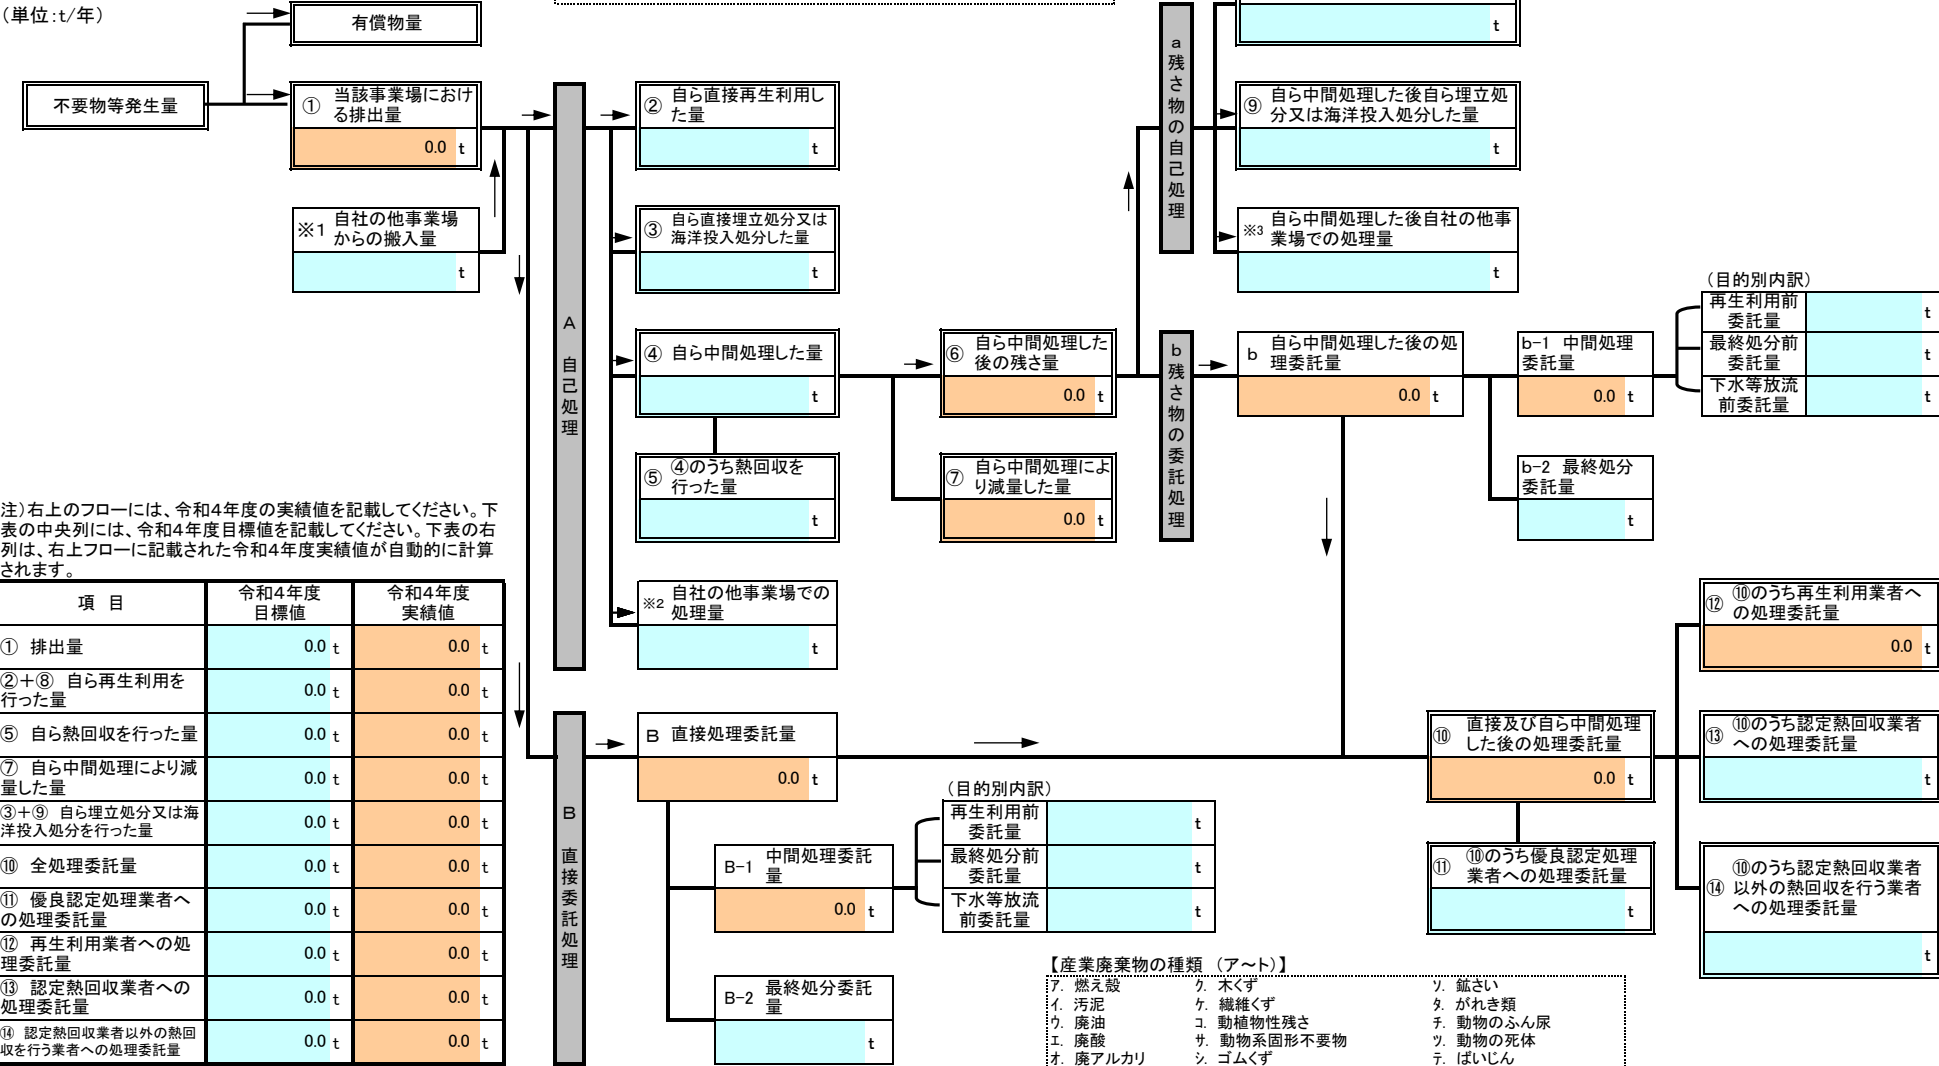 (単位:t/年)
有償物量
不要物等発生量
① 当該事業場におけ
る排出量
0.0 t
※1 自社の他事業場
からの搬入量
t
A 自己処理
② 自ら直接再生利用し
た量
t
③ 自ら直接埋立処分又は
海洋投入処分した量
t
④ 自ら中間処理した量
t
⑤ ④のうち熱回収を
行った量
t
※2 自社の他事業場での
処理量
t
⑥ 自ら中間処理した
後の残さ量
0.0 t
⑦ 自ら中間処理によ
り減量した量
0.0 t
a残さ物の自己処理
t
⑨ 自ら中間処理した後自ら埋立処
分又は海洋投入処分した量
t
※3 自ら中間処理した後自社の他事
業場での処理量
t
b残さ物の委託処理
b 自ら中間処理した後の処
理委託量
0.0 t
b-1 中間処理
委託量
0.0 t
b-2 最終処分
委託量
t
(目的別内訳)
再生利用前
委託量
t
最終処分前
委託量
t
下水等放流
前委託量
t
注)右上のフローには、令和4年度の実績値を記載してください。下
表の中央列には、令和4年度目標値を記載してください。下表の右
列は、右上フローに記載された令和4年度実績値が自動的に計算
されます。
項 目 令和4年度 令和4年度
目標値 実績値
① 排出量 0.0 t 0.0 t
②+⑧ 自ら再生利用を
行った量 0.0 t 0.0 t
⑤ 自ら熱回収を行った量 0.0 t 0.0 t
⑦ 自ら中間処理により減
量した量 0.0 t 0.0 t
③+⑨ 自ら埋立処分又は海
洋投入処分を行った量 0.0 t 0.0 t
⑩ 全処理委託量 0.0 t 0.0 t
⑪ 優良認定処理業者へ
の処理委託量 0.0 t 0.0 t
⑫ 再生利用業者への処
理委託量 0.0 t 0.0 t
⑬ 認定熱回収業者への
処理委託量 0.0 t 0.0 t
⑭ 認定熱回収業者以外の熱回
収を行う業者への処理委託量 0.0 t 0.0 t
B 直接委託処理
B 直接処理委託量
0.0 t
B-1 中間処理委託
量
0.0 t
B-2 最終処分委託
量
t
(目的別内訳)
再生利用前
委託量
t
最終処分前
委託量
t
下水等放流
前委託量
t
⑩ 直接及び自ら中間処理
した後の処理委託量
0.0 t
⑪ ⑩のうち優良認定処理
業者への処理委託量
t
⑫ ⑩のうち再生利用業者へ
の処理委託量
0.0 t
⑬ ⑩のうち認定熱回収業者
への処理委託量
t
⑭ ⑩のうち認定熱回収業者
以外の熱回収を行う業者
への処理委託量
t
【産業廃棄物の種類 (ア~ト)】
ア. 燃え殻 ク. 木くず ソ. 鉱さい
イ. 汚泥 ケ. 繊維くず タ. がれき類
ウ. 廃油 コ. 動植物性残さ チ. 動物のふん尿
エ. 廃酸 サ. 動物系固形不要物 ツ. 動物の死体
オ. 廃アルカリ シ. ゴムくず テ. ばいじん